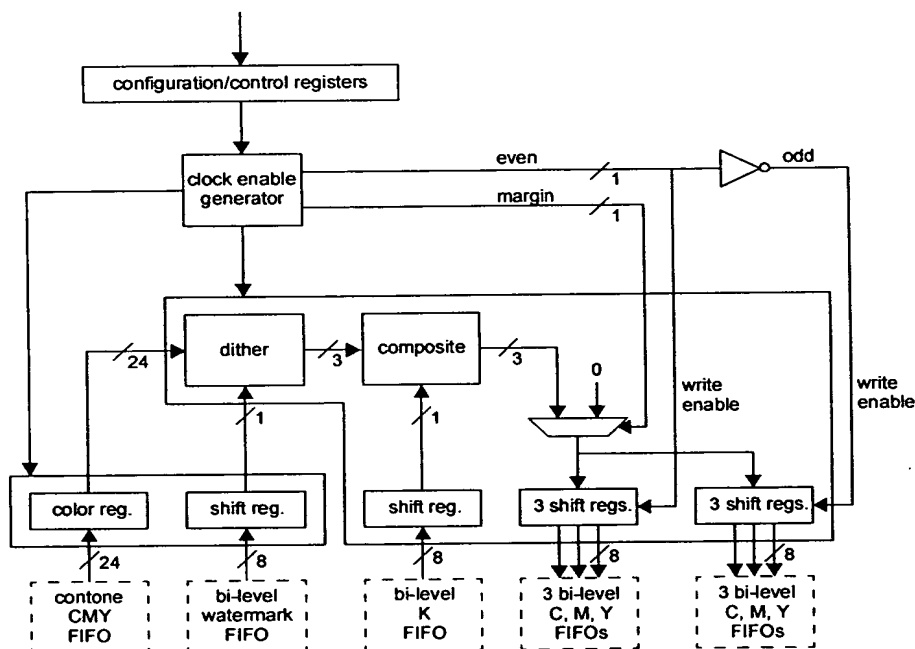 configuration/control registers
even
odd
1
clock enable
generator
margin
1
dither
composite
24
3
3
0
write
enable
write
enable
1
1
color reg.
shift reg.
shift reg.
3 shift regs.
3 shift regs.
24
8
8
8
8
contone
CMY
FIFO
bi-level
watermark
FIFO
bi-level
K
FIFO
3 bi-level
C, M, Y
FIFOs
3 bi-level
C, M, Y
FIFOs